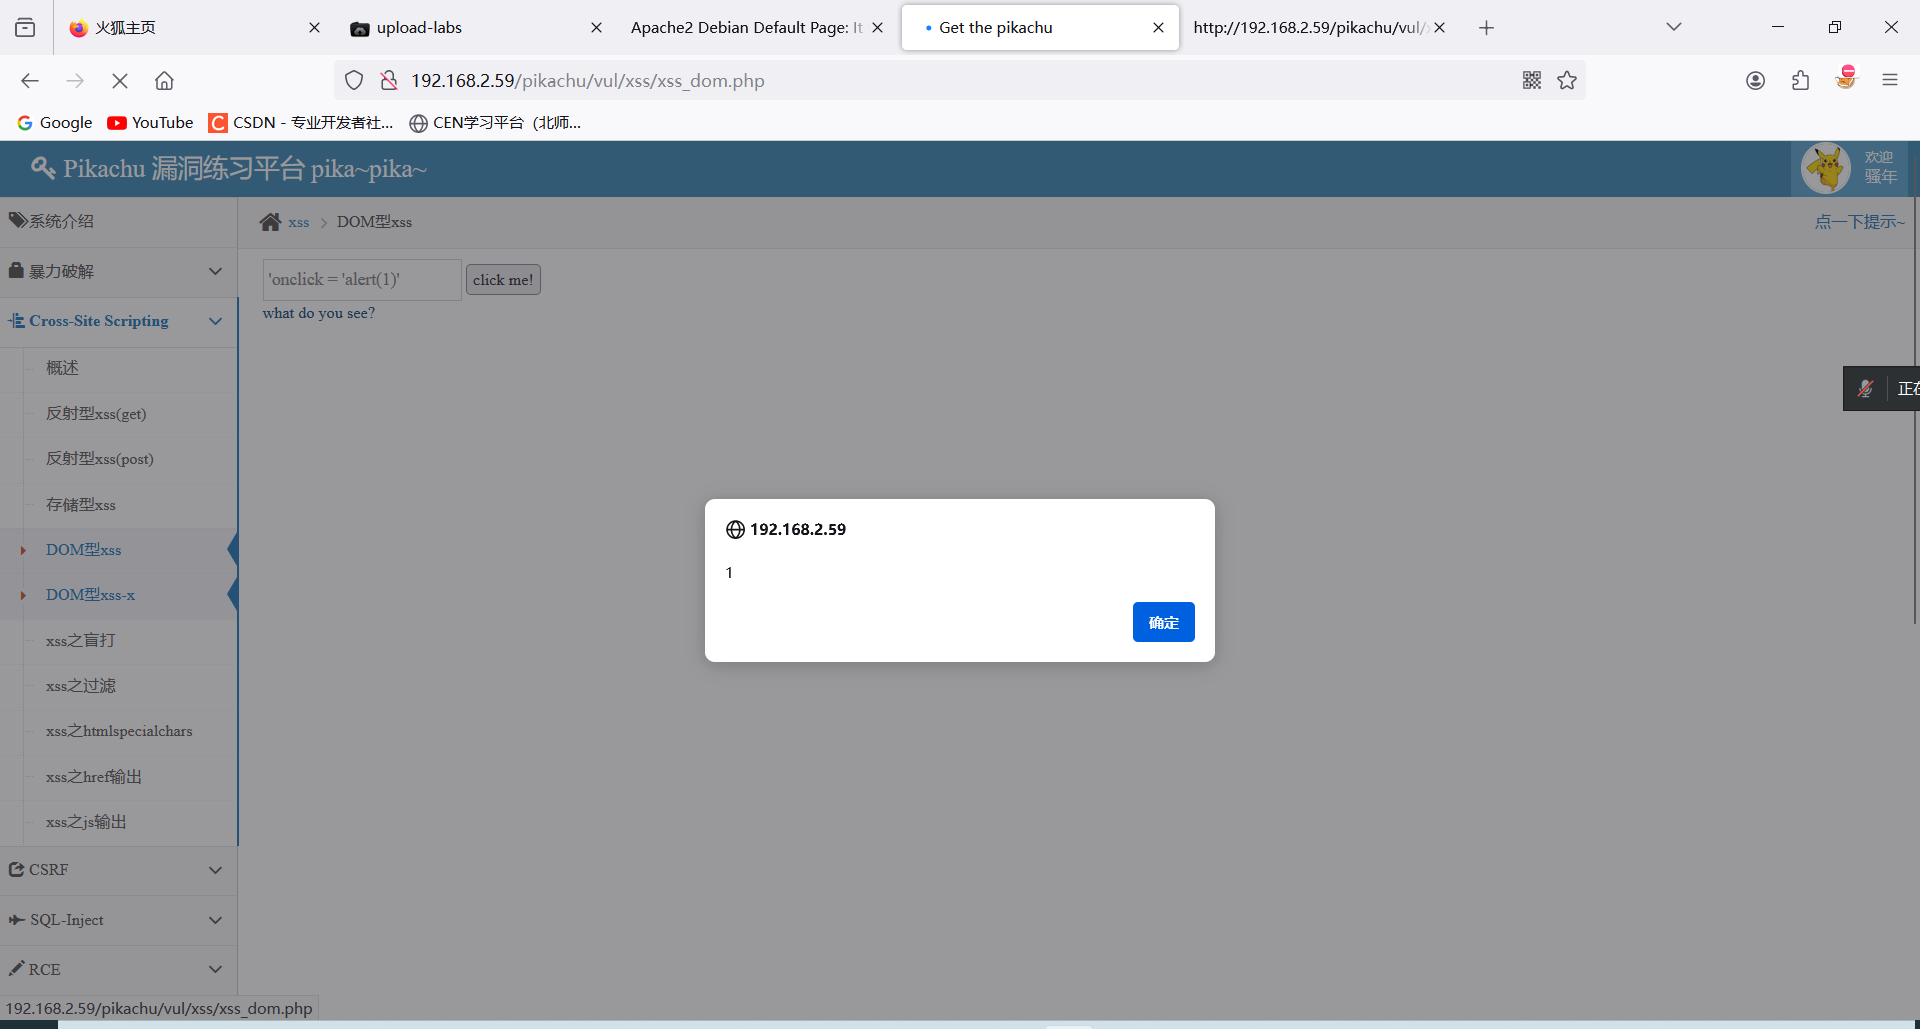 火狐主页
upload-labs
Apache2 Debian Default Page: It
Get the pikachu
http://192.168.2.59/pikachu/vul/
192.168.2.59/pikachu/vul/xss/xss_dom.php
Google
YouTube
CSDN - 专业开发者社...
CEN学习平台（北师...
Pikachu 漏洞练习平台 pika~pika~
欢迎
骚年
系统介绍
xss
DOM型xss
点一下提示~
暴力破解
'onclick = 'alert(1)'
click me!
what do you see?
Cross-Site Scripting
概述
反射型xss(get)
正在
反射型xss(post)
存储型xss
192.168.2.59
DOM型xss
1
DOM型xss-x
确定
xss之盲打
xss之过滤
xss之htmlspecialchars
xss之href输出
xss之js输出
CSRF
SQL-Inject
RCE
192.168.2.59/pikachu/vul/xss/xss_dom.php